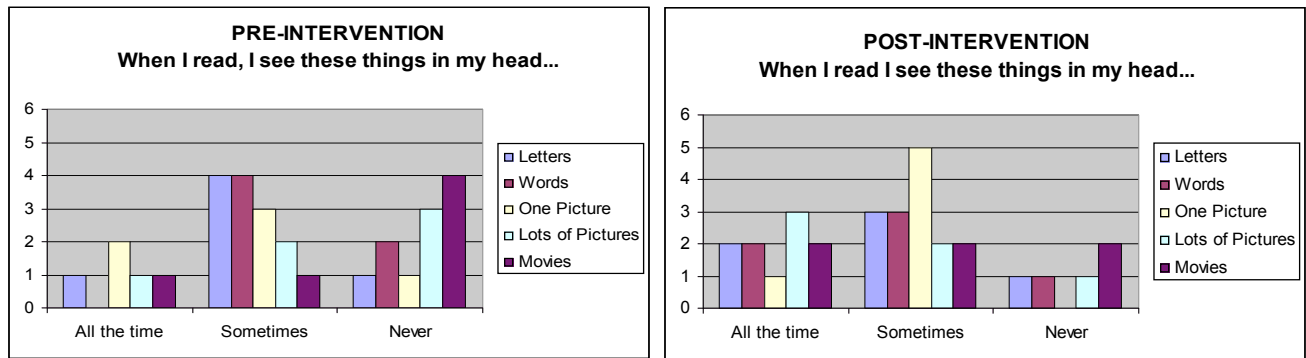 PRE-INTERVENTION
When I read, I see these things in my head...
6
5
4
3
2
1
0
All the time Sometimes Never
Letters
Words
One Picture
Lots of Pictures
Movies
POST-INTERVENTION
When I read I see these things in my head...
6
5
4
3
2
1
0
All the time Sometimes Never
Letters
Words
One Picture
Lots of Pictures
Movies